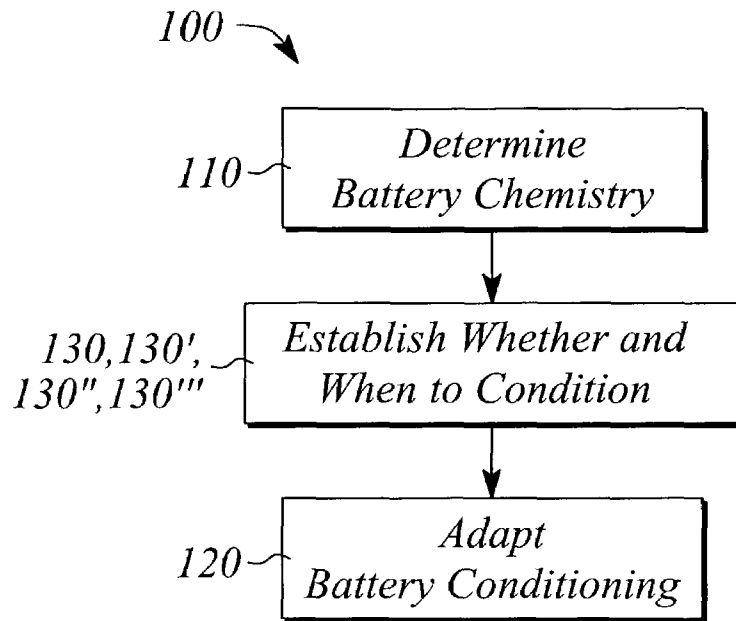 100
110
Determine
Battery Chemistry
130,130',
130",130'"
Establish Whether and
When to Condition
120
Adapt
Battery Conditioning